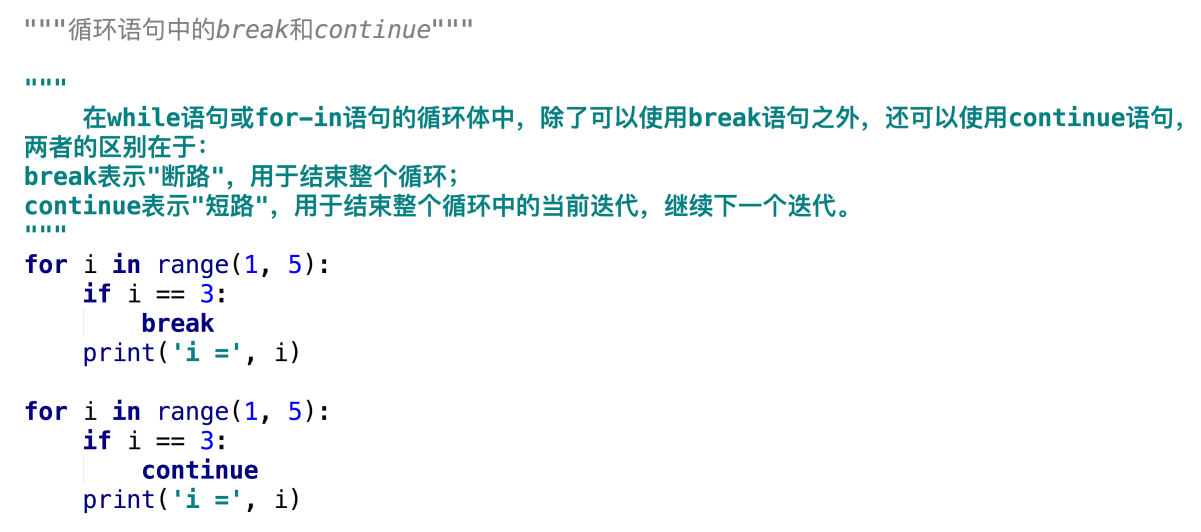 """循环语句中的break和continue"""
"""
    在while语句或for-in语句的循环体中，除了可以使用break语句之外，还可以使用continue语句，
两者的区别在于：
break表示"断路"，用于结束整个循环；
continue表示"短路"，用于结束整个循环中的当前迭代，继续下一个迭代。
"""
for i in range(1, 5):
    if i == 3:
        break
    print('i =', i)
for i in range(1, 5):
    if i == 3:
        continue
    print('i =', i)